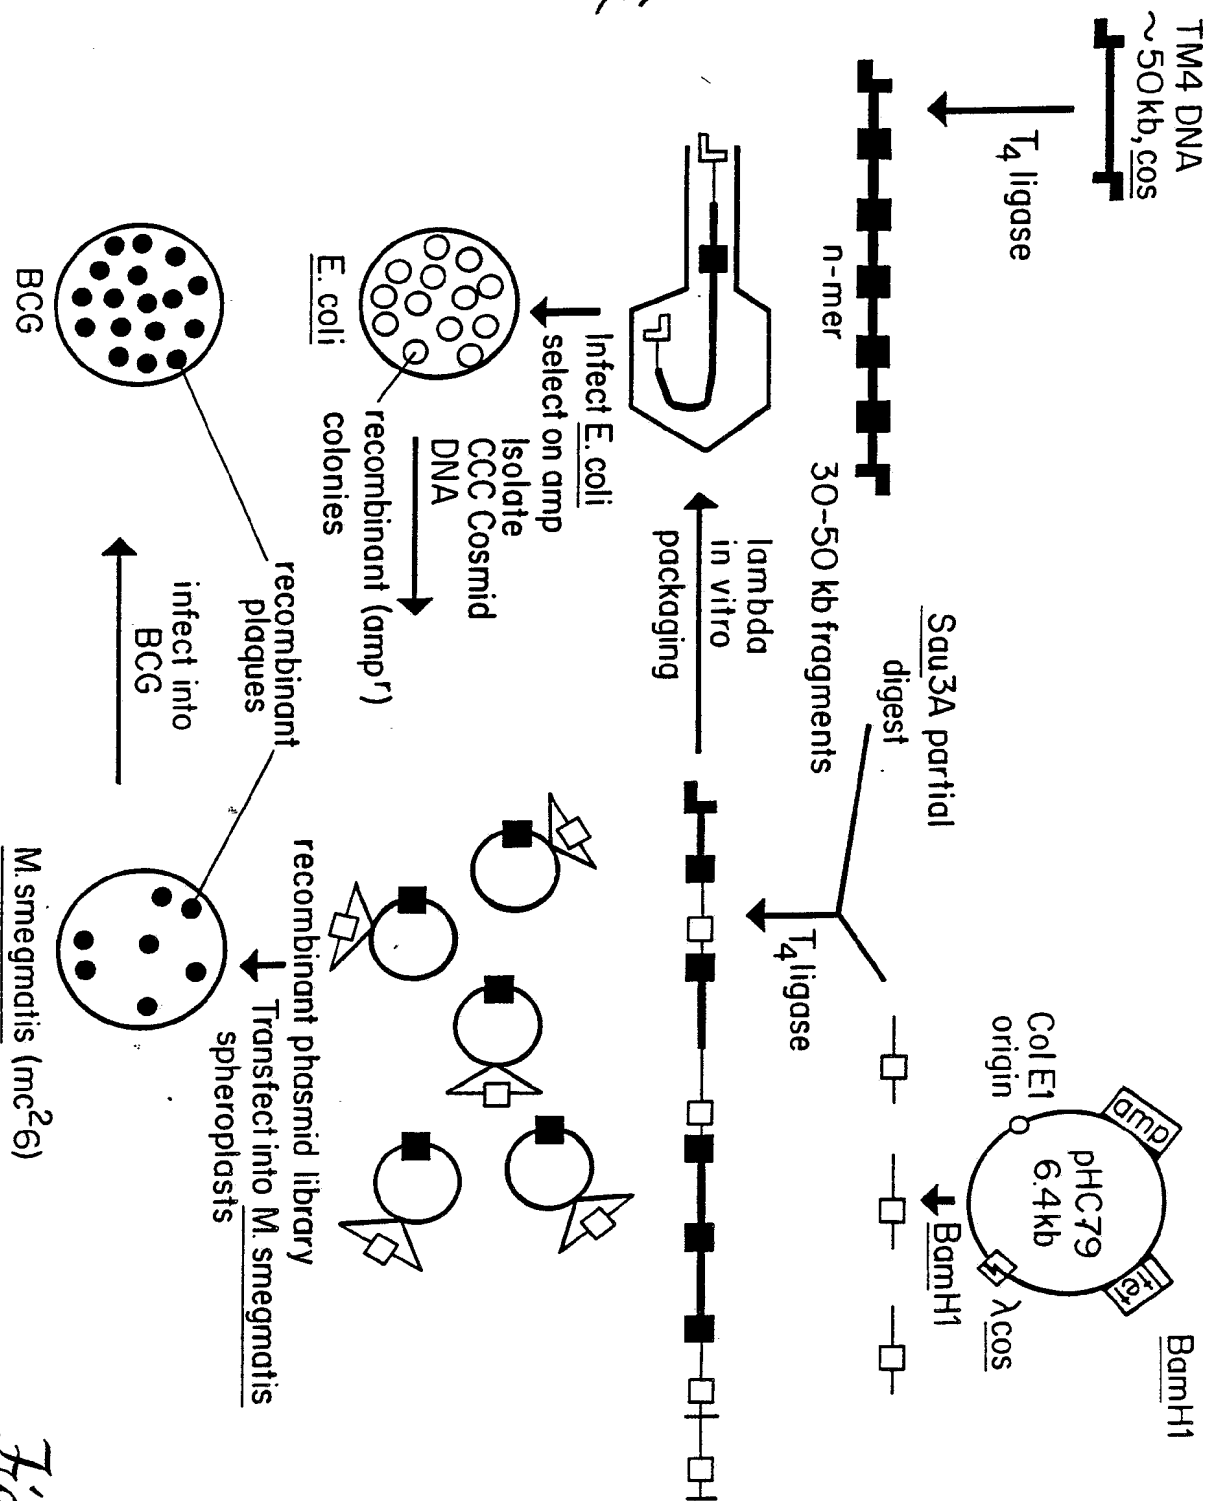 TM4 DNA
~50kb, cos
T4 ligase
n-mer
30-50 kb fragments
Sau3A partial
digest
BamH1
amp
tet
pHC79
6.4kb
Col E1
origin
λcos
BamH1
T4 ligase
lambda
in vitro
packaging
Infect E. coli
select on amp
E. coli
Isolate
CCC Cosmid
DNA
recombinant (ampr)
colonies
recombinant phasmid library
Transfect into M. smegmatis
spheroplasts
M. smegmatis (mc26)
recombinant
plaques
infect into
BCG
BCG